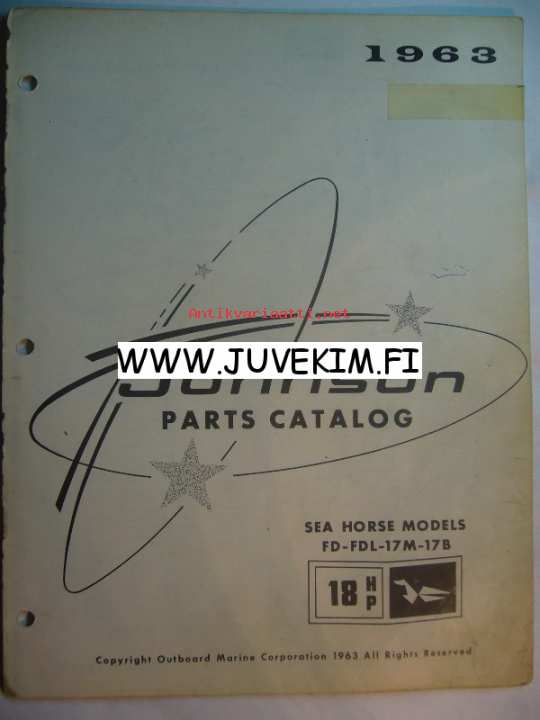 1963
Antikvariaatti.net
WWW.JUVEKIM.FI
Johnson
PARTS CATALOG
SEA HORSE MODELS
FD-FDL-17M-17B
18 HP
Copyright Outboard Marine Corporation 1963 All Rights Reserved